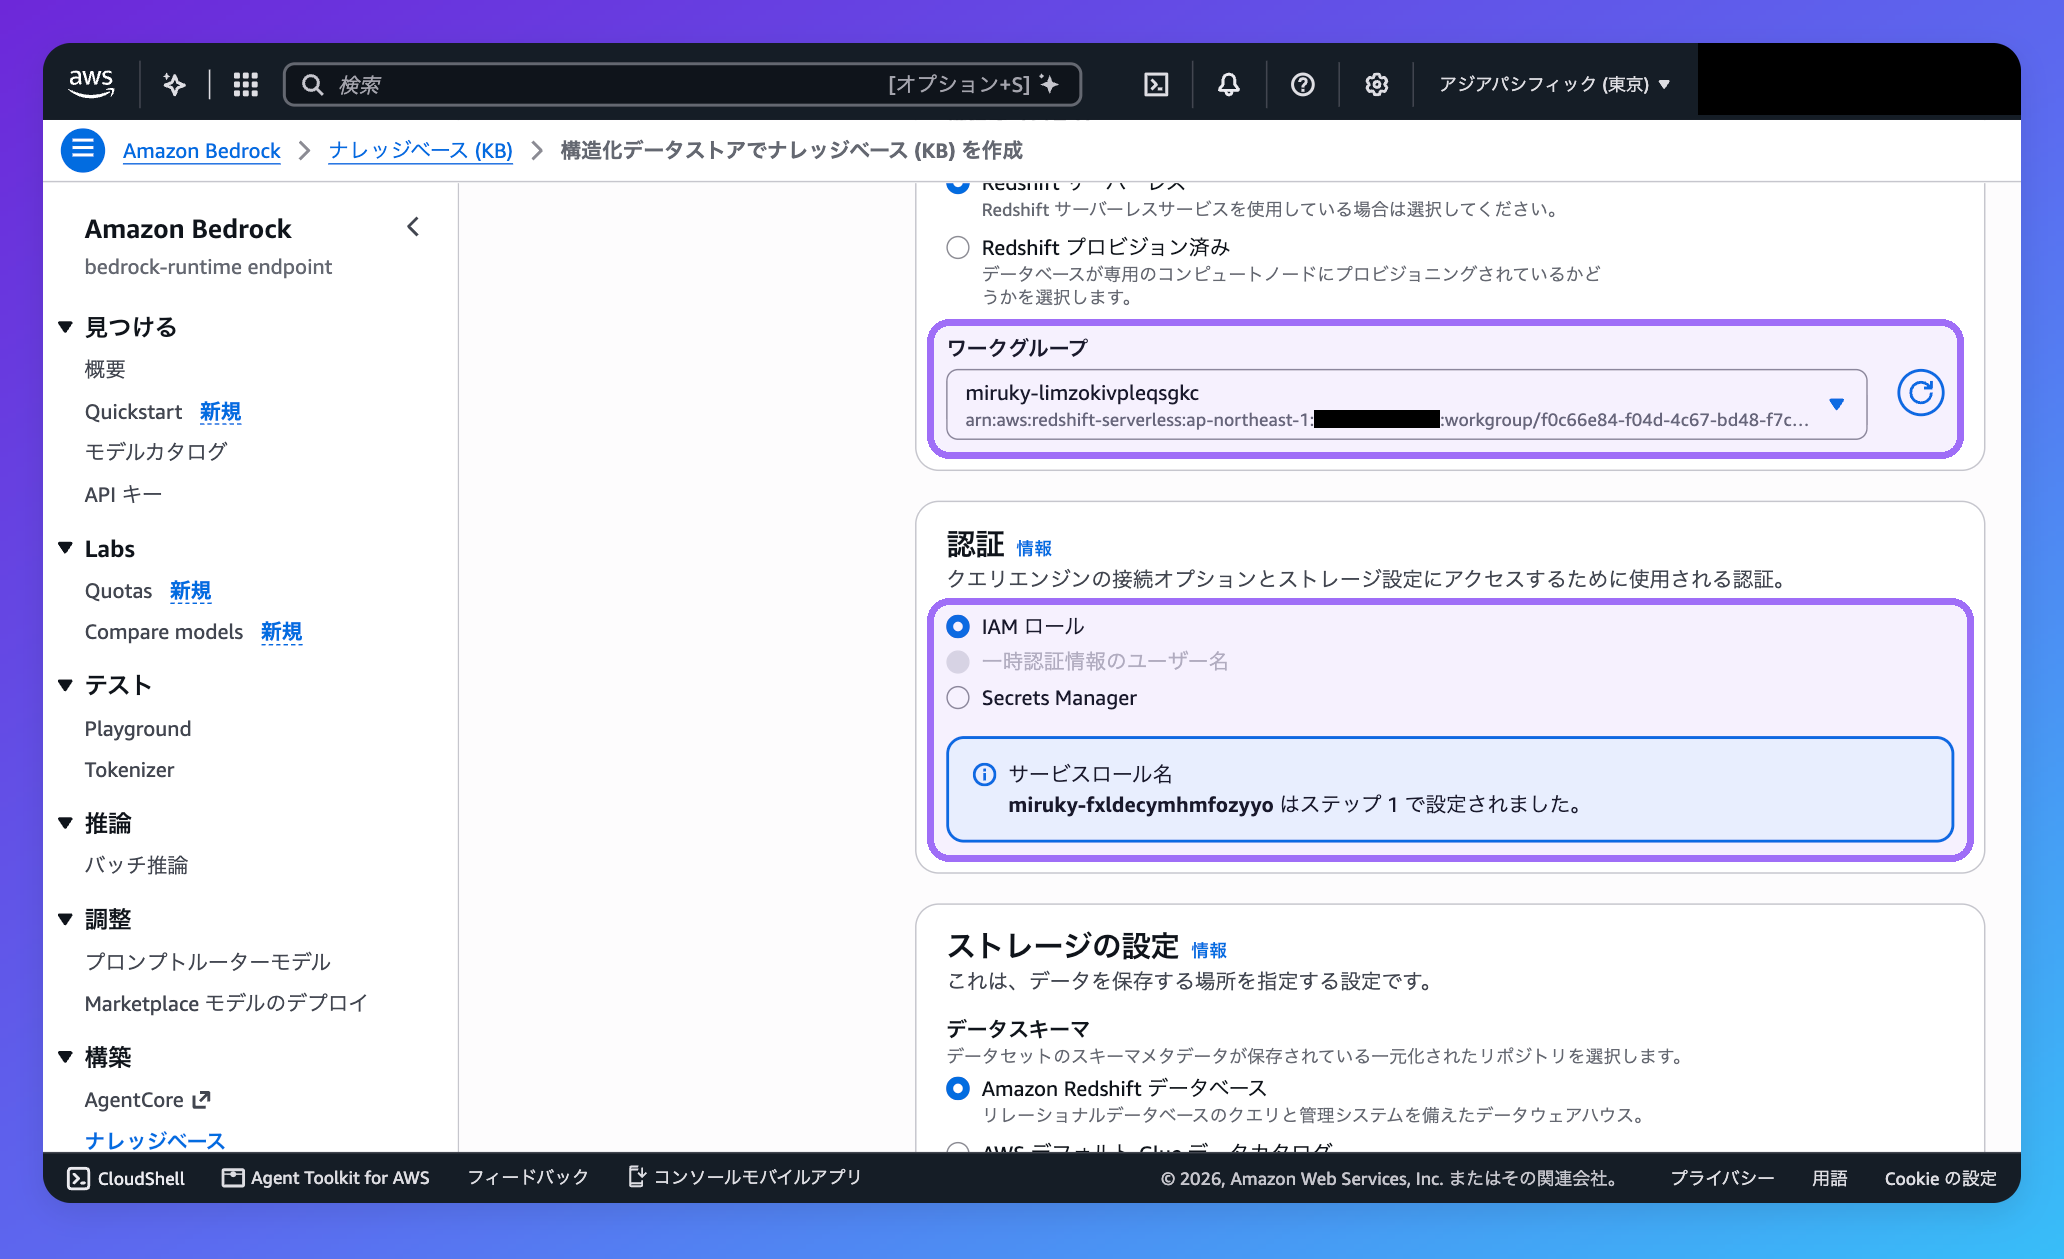 aws
検索
[オプション+S]
アジアパシフィック (東京)
Amazon Bedrock
ナレッジベース (KB)
構造化データストアでナレッジベース (KB) を作成
Amazon Bedrock
bedrock-runtime endpoint
見つける
概要
Quickstart 新規
モデルカタログ
API キー
Labs
Quotas 新規
Compare models 新規
テスト
Playground
Tokenizer
推論
バッチ推論
調整
プロンプトルーターモデル
Marketplace モデルのデプロイ
構築
AgentCore
ナレッジベース
Redshift サーバーレス
Redshift サーバーレスサービスを使用している場合は選択してください。
Redshift プロビジョン済み
データベースが専用のコンピュートノードにプロビジョニングされているかど
うかを選択します。
ワークグループ
miruky-limzokivpleqsgkc
arn:aws:redshift-serverless:ap-northeast-1: :workgroup/f0c66e84-f04d-4c67-bd48-f7c...
認証 情報
クエリエンジンの接続オプションとストレージ設定にアクセスするために使用される認証。
IAM ロール
一時認証情報のユーザー名
Secrets Manager
サービスロール名
miruky-fxldecymhmfozyyo はステップ 1 で設定されました。
ストレージの設定 情報
これは、データを保存する場所を指定する設定です。
データスキーマ
データセットのスキーマメタデータが保存されている一元化されたリポジトリを選択します。
Amazon Redshift データベース
リレーショナルデータベースのクエリと管理システムを備えたデータウェアハウス。
AWS デフォルト Glue データカタログ
CloudShell
Agent Toolkit for AWS
フィードバック
コンソールモバイルアプリ
© 2026, Amazon Web Services, Inc. またはその関連会社。
プライバシー
用語
Cookie の設定